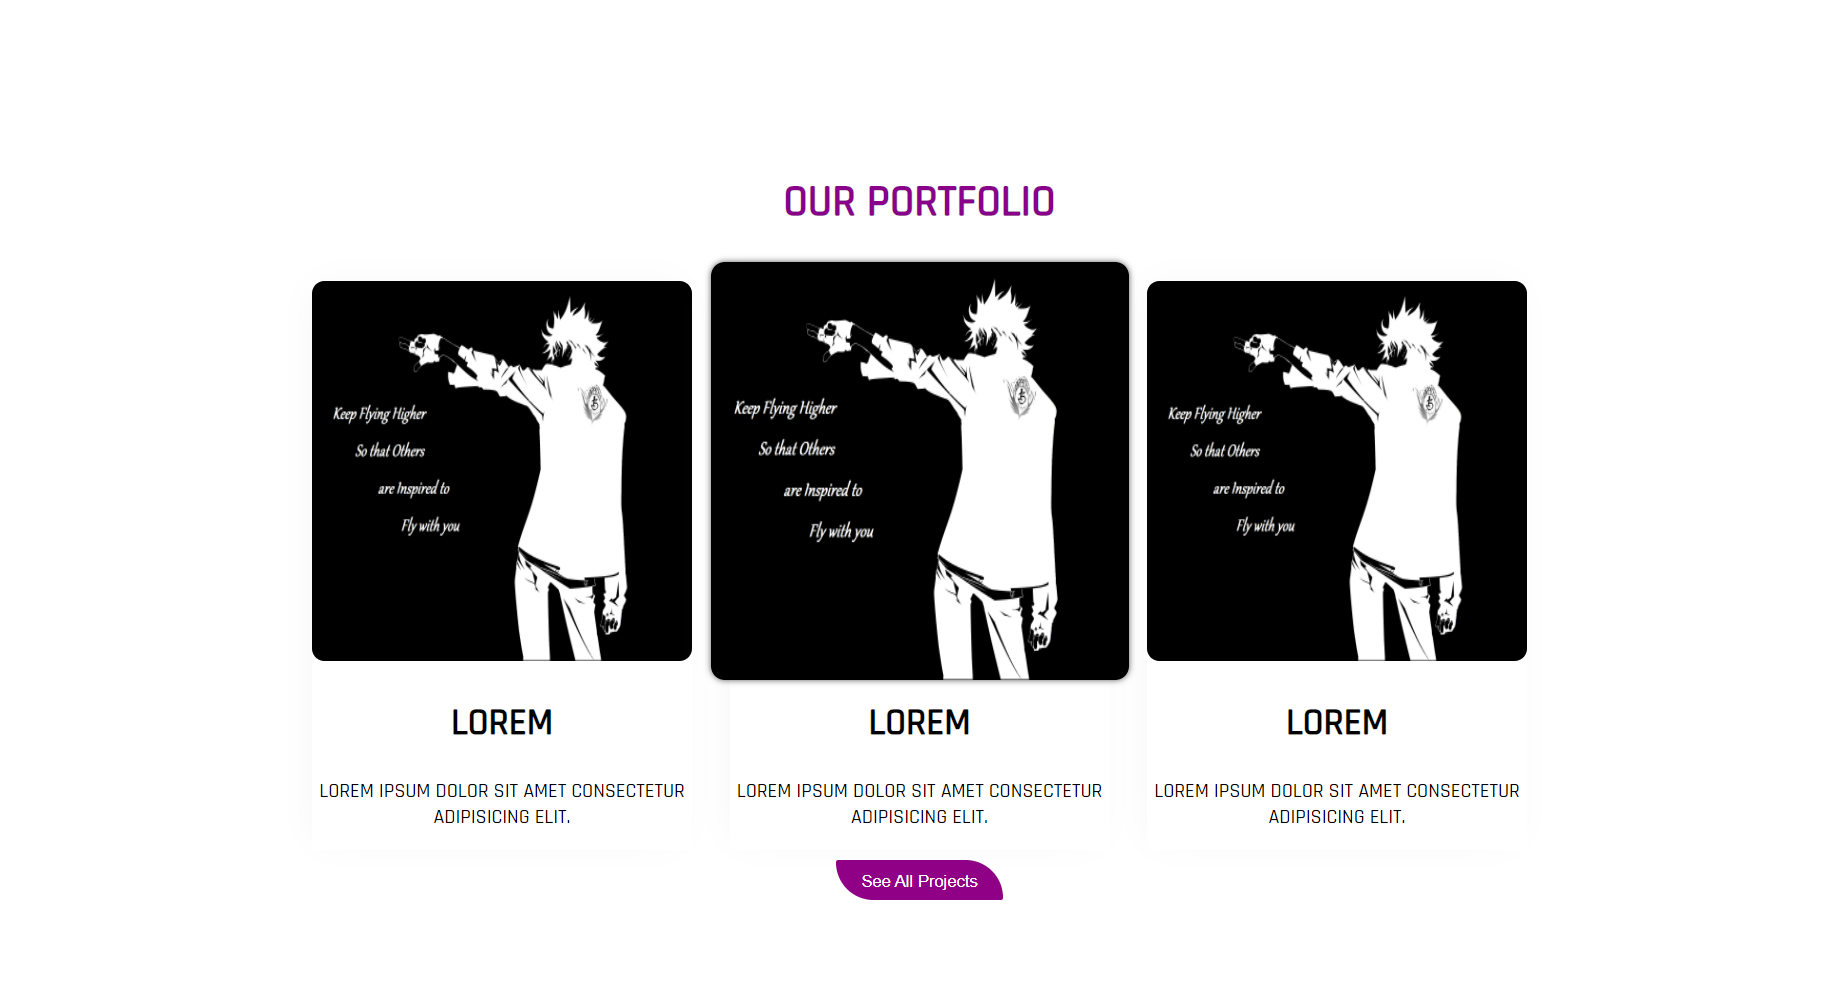 OUR PORTFOLIO
Keep Flying Higher
So that Others
are Inspired to
Fly with you
Keep Flying Higher
So that Others
are Inspired to
Fly with you
Keep Flying Higher
So that Others
are Inspired to
Fly with you
LOREM
LOREM IPSUM DOLOR SIT AMET CONSECTETUR
ADIPISICING ELIT.
LOREM
LOREM IPSUM DOLOR SIT AMET CONSECTETUR
ADIPISICING ELIT.
LOREM
LOREM IPSUM DOLOR SIT AMET CONSECTETUR
ADIPISICING ELIT.
See All Projects